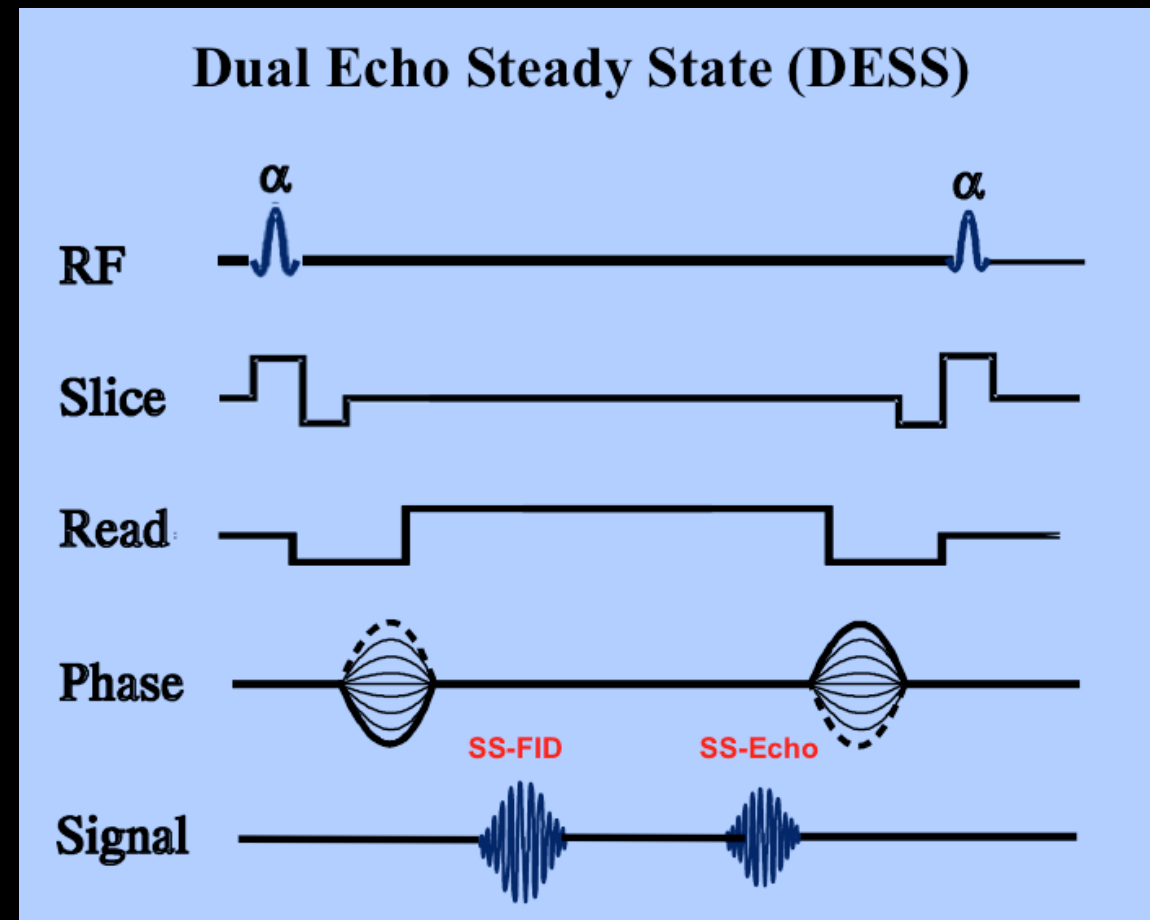 Dual Echo Steady State (DESS)
α α
RF
Slice
Read
Phase
SS-FID SS-Echo
Signal